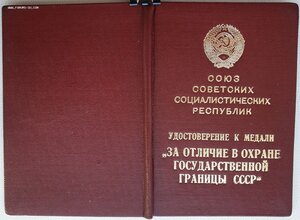 СОЮЗ
СОВЕТСКИХ
СОЦИАЛИСТИЧЕСКИХ
РЕСПУБЛИК
УДОСТОВЕРЕНИЕ К МЕДАЛИ
„ЗА ОТЛИЧИЕ В ОХРАНЕ
ГОСУДАРСТВЕННОЙ
ГРАНИЦЫ СССР"